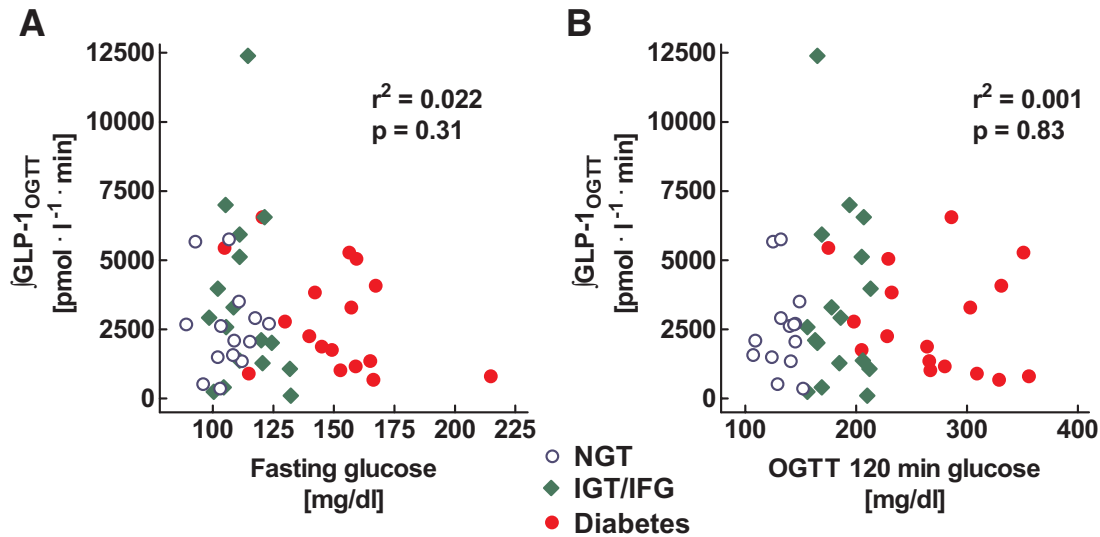 A
12500
10000
7500
5000
2500
0
∫GLP-1OGTT
[pmol · l⁻¹ · min]
r² = 0.022
p = 0.31
100 125 150 175 200 225
Fasting glucose
[mg/dl]
B
12500
10000
7500
5000
2500
0
∫GLP-1OGTT
[pmol · l⁻¹ · min]
r² = 0.001
p = 0.83
100 200 300 400
OGTT 120 min glucose
[mg/dl]
NGT
IGT/IFG
Diabetes